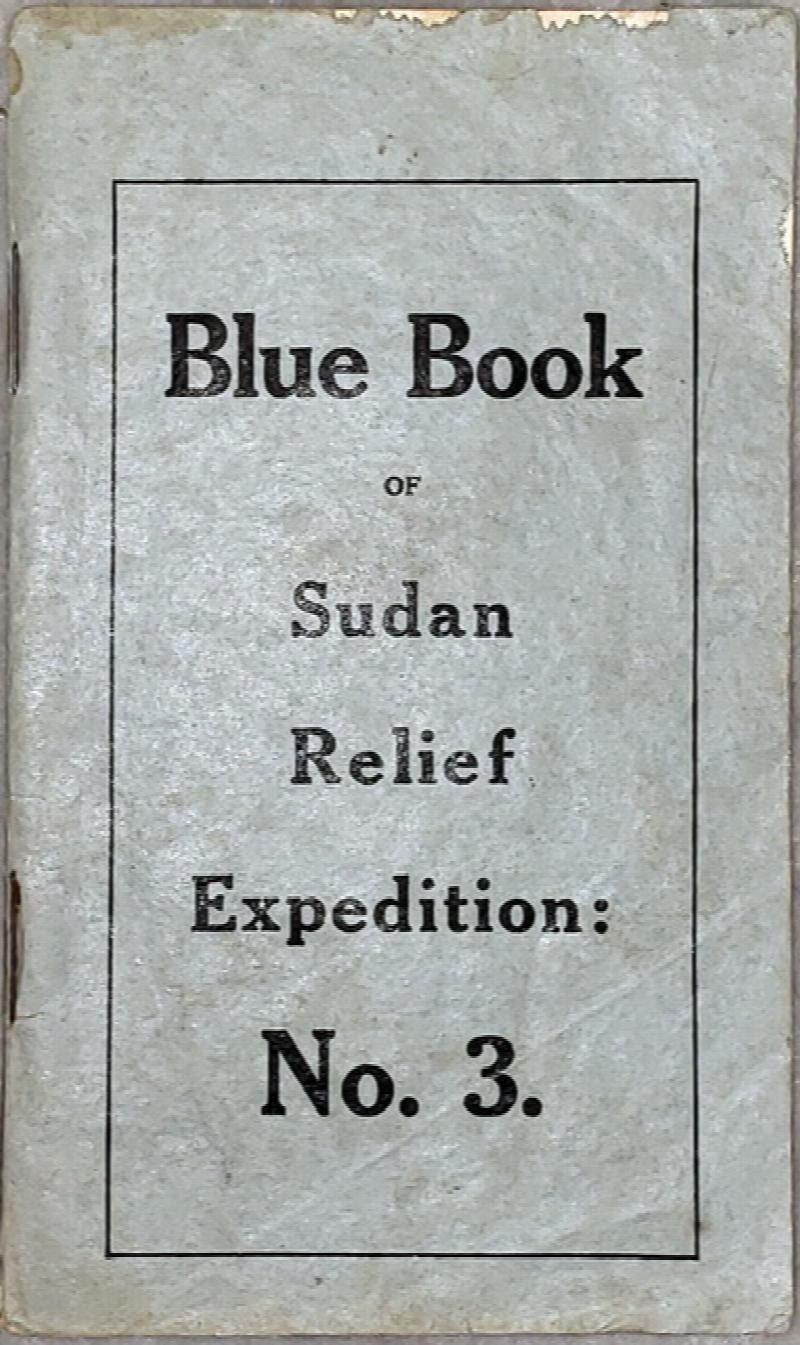 Blue Book
OF
Sudan
Relief
Expedition:
No. 3.